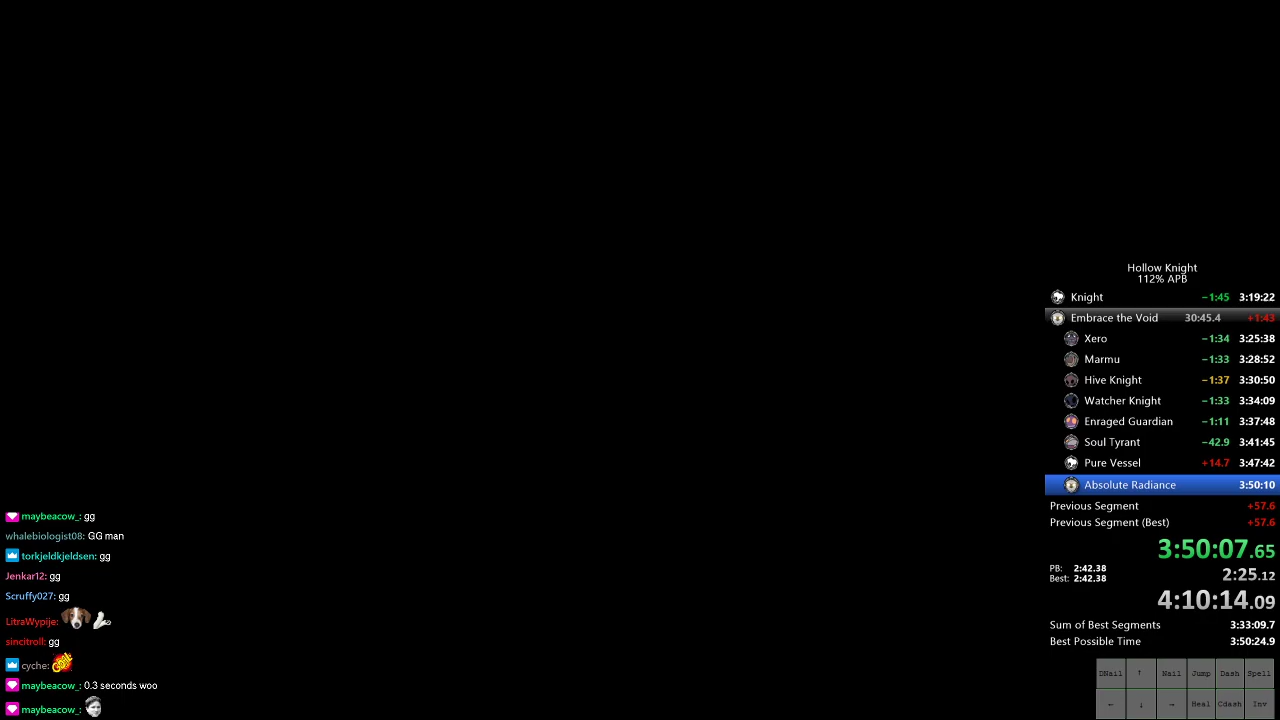 Hollow Knight
112% APB
Knight −1:45 3:19:22
Embrace the Void 30:45.4 +1:43
Xero −1:34 3:25:38
Marmu −1:33 3:28:52
Hive Knight −1:37 3:30:50
Watcher Knight −1:33 3:34:09
Enraged Guardian −1:11 3:37:48
Soul Tyrant −42.9 3:41:45
Pure Vessel +14.7 3:47:42
Absolute Radiance 3:50:10
Previous Segment +57.6
Previous Segment (Best) +57.6
3:50:07.65
PB: 2:42.38
Best: 2:42.38
2:25.12
4:10:14.09
Sum of Best Segments 3:33:09.7
Best Possible Time 3:50:24.9
DNail ↑ Nail Jump Dash Spell
← ↓ → Heal Cdash Inv
maybeacow_: gg
whalebiologist08: GG man
torkjeldkjeldsen: gg
Jenkar12: gg
Scruffy027: gg
LitraWypije:
sincitroll: gg
cyche:
maybeacow_: 0.3 seconds woo
maybeacow_: